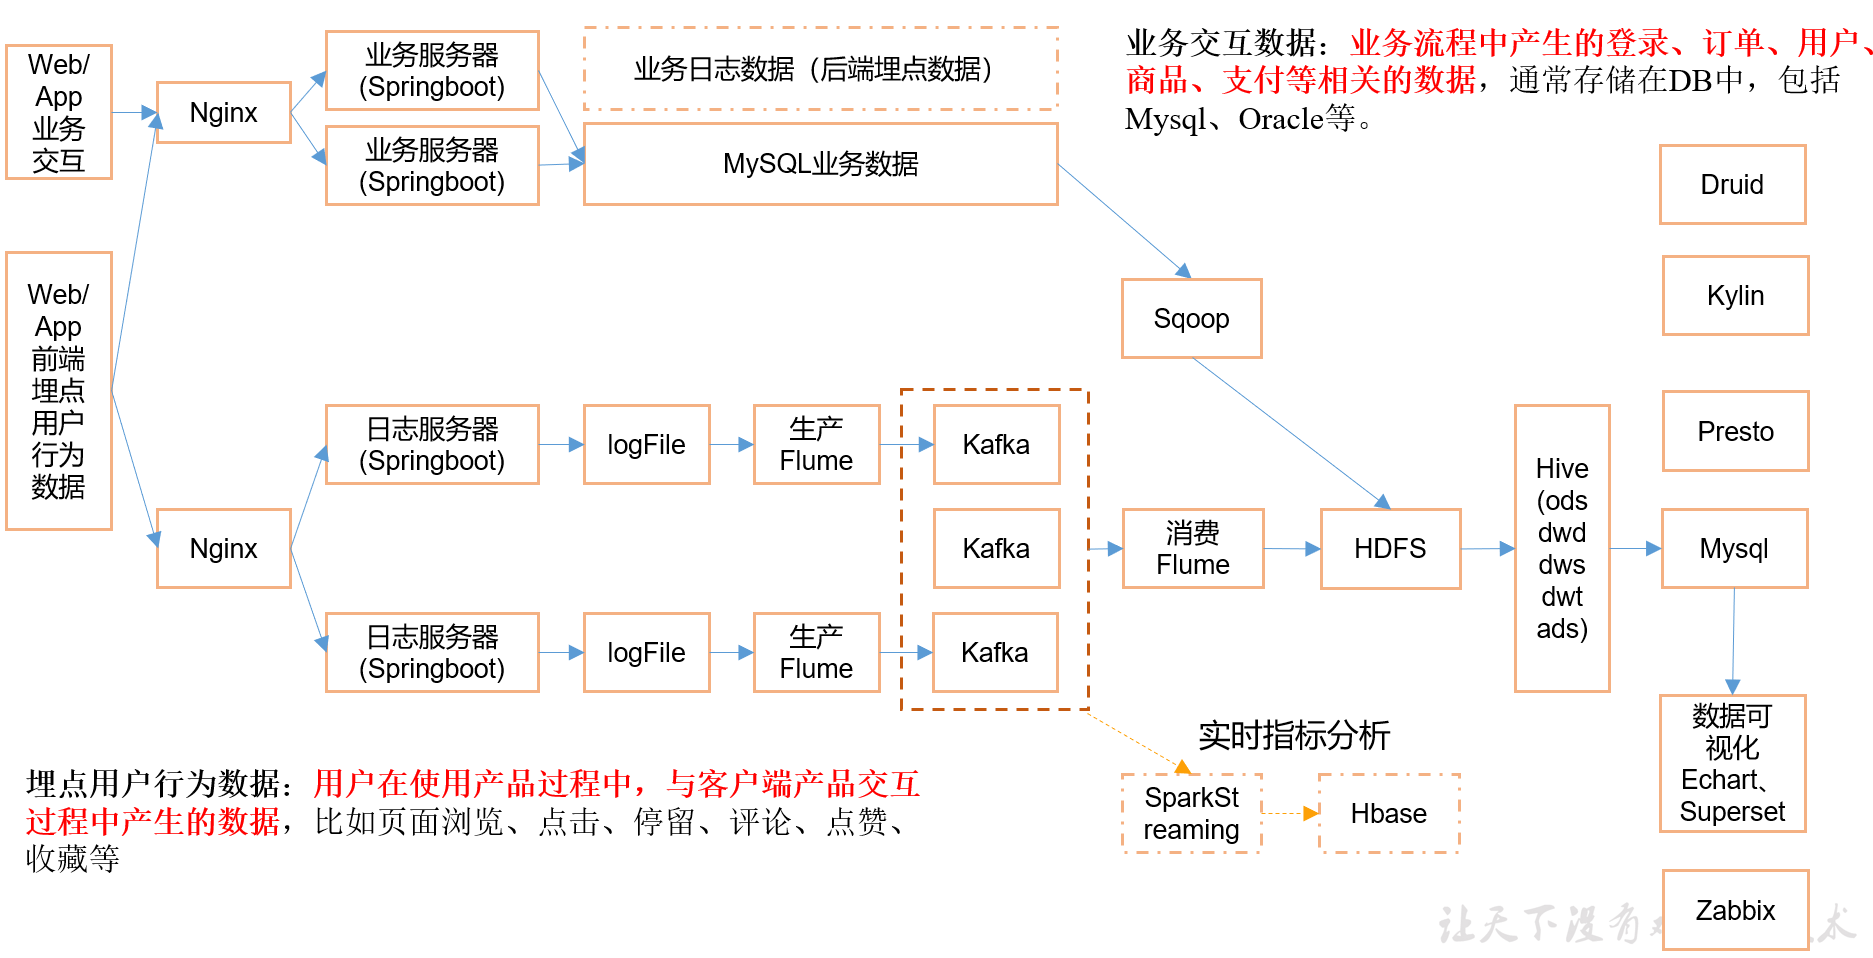 Web/
App
业务
交互
Nginx
业务服务器
(Springboot)
业务服务器
(Springboot)
业务日志数据（后端埋点数据）
MySQL业务数据
业务交互数据：业务流程中产生的登录、订单、用户、
商品、支付等相关的数据，通常存储在DB中，包括
Mysql、Oracle等。
Druid
Kylin
Presto
Sqoop
Web/
App
前端
埋点
用户
行为
数据
Nginx
日志服务器
(Springboot)
logFile
生产
Flume
Kafka
Kafka
日志服务器
(Springboot)
logFile
生产
Flume
Kafka
消费
Flume
HDFS
Hive
(ods
dwd
dws
dwt
ads)
Mysql
数据可
视化
Echart、
Superset
实时指标分析
SparkSt
reaming
Hbase
Zabbix
埋点用户行为数据：用户在使用产品过程中，与客户端产品交互
过程中产生的数据，比如页面浏览、点击、停留、评论、点赞、
收藏等
让天下没有 术